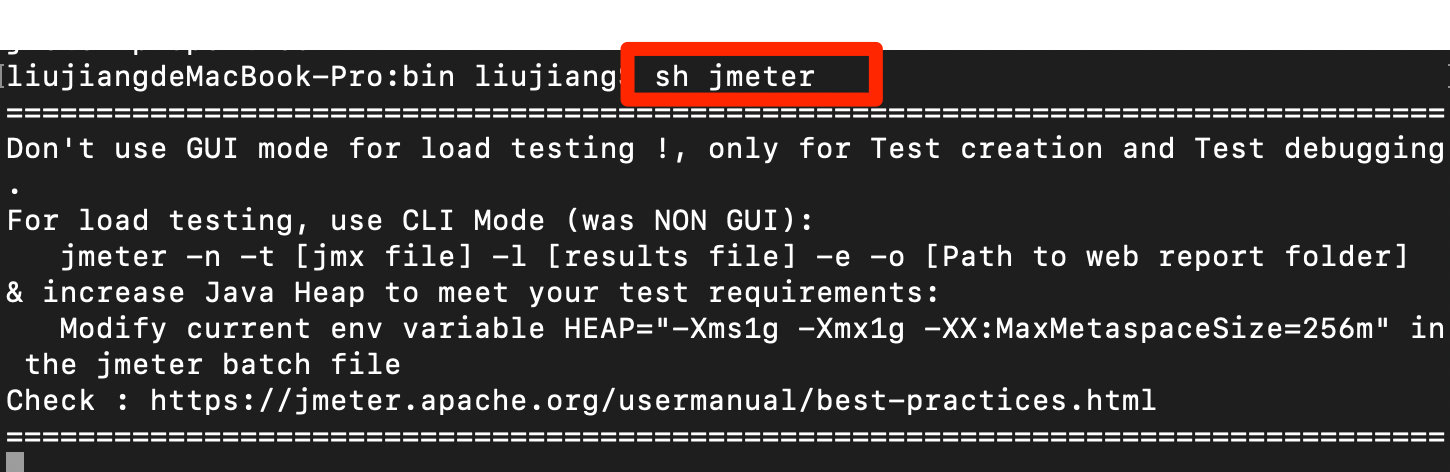 liujiangdeMacBook-Pro:bin liujiang$ sh jmeter
================================================================================
Don't use GUI mode for load testing !, only for Test creation and Test debugging
.
For load testing, use CLI Mode (was NON GUI):
   jmeter -n -t [jmx file] -l [results file] -e -o [Path to web report folder]
& increase Java Heap to meet your test requirements:
   Modify current env variable HEAP="-Xms1g -Xmx1g -XX:MaxMetaspaceSize=256m" in
 the jmeter batch file
Check : https://jmeter.apache.org/usermanual/best-practices.html
================================================================================